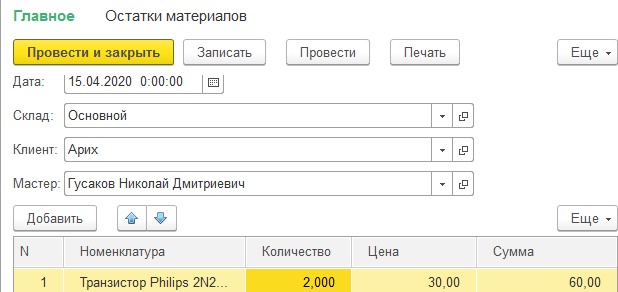 Главное Остатки материалов
Провести и закрыть Записать Провести Печать Еще
Дата: 15.04.2020 0:00:00
Склад: Основной
Клиент: Арих
Мастер: Гусаков Николай Дмитриевич
Добавить Еще
N Номенклатура Количество Цена Сумма
1 Транзистор Philips 2N2... 2,000 30,00 60,00